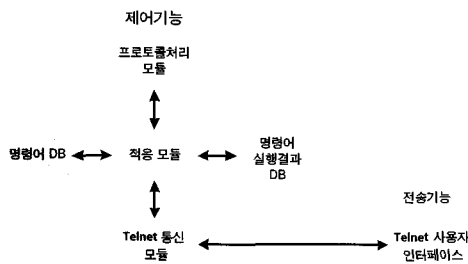 제어기능
프로토콜처리
모듈
명령어 DB
적응 모듈
명령어
실행결과
DB
전송기능
Telnet 통신
모듈
Telnet 사용자
인터페이스